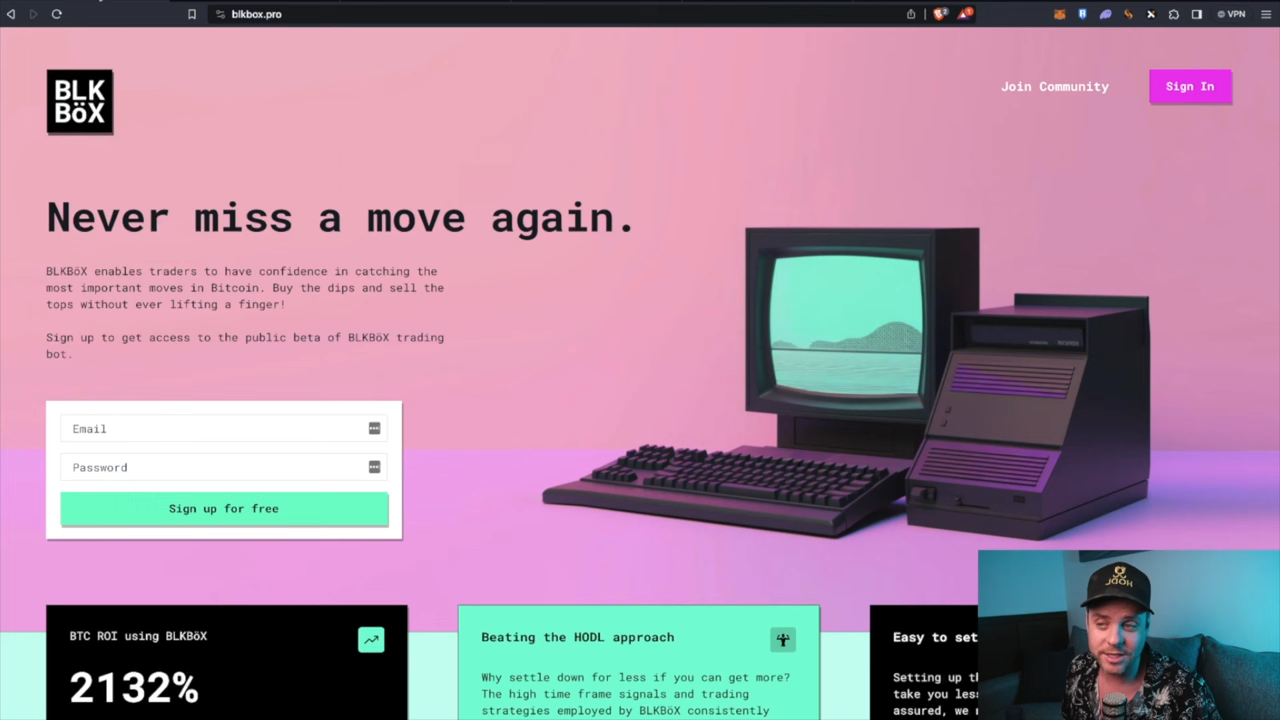 blkbox.pro
2
1
VPN
BLK
BöX
Join Community
Sign In
Never miss a move again.
BLKBöX enables traders to have confidence in catching the
most important moves in Bitcoin. Buy the dips and sell the
tops without ever lifting a finger!
Sign up to get access to the public beta of BLKBöX trading
bot.
Email
Password
Sign up for free
BTC ROI using BLKBöX
2132%
Beating the HODL approach
Why settle down for less if you can get more?
The high time frame signals and trading
strategies employed by BLKBöX consistently
Easy to set
Setting up t
take you les
assured, we